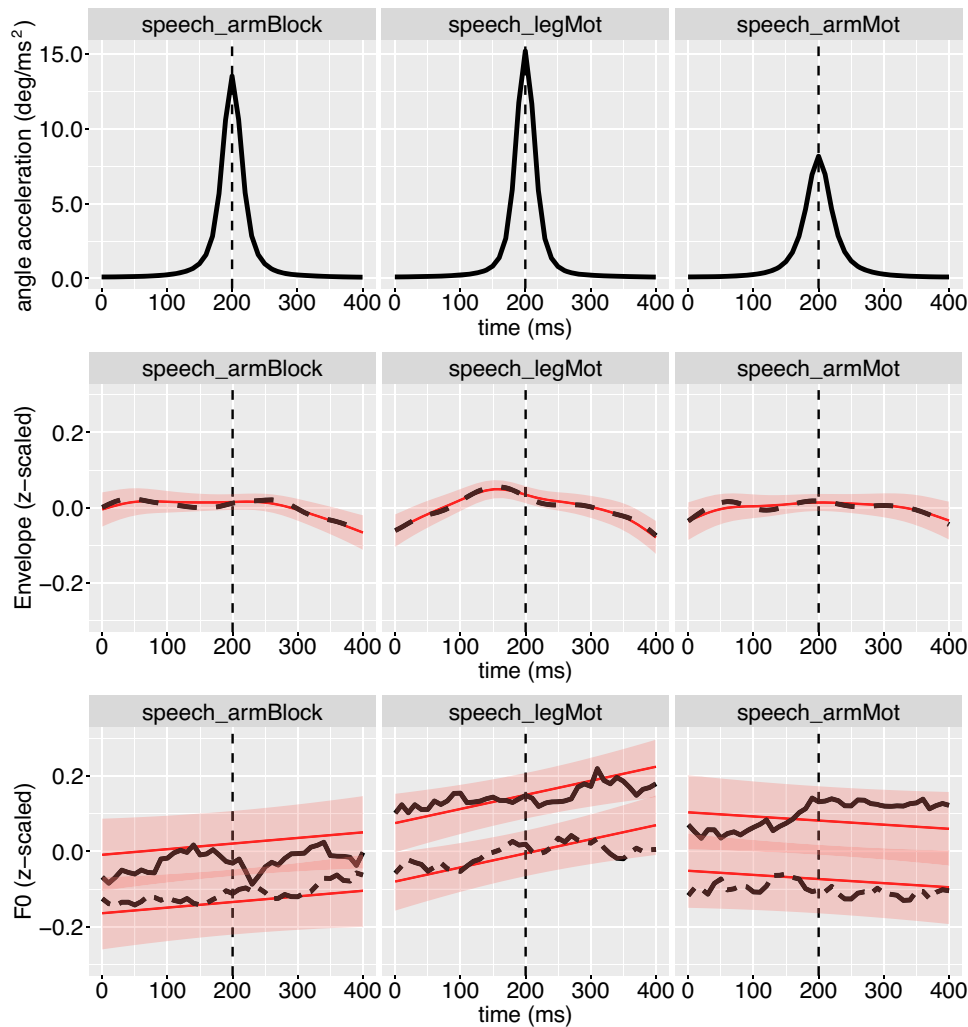 speech_armBlock speech_legMot speech_armMot
angle acceleration (deg/ms²)
15.0
10.0
5.0
0.0
0 100 200 300 400 0 100 200 300 400 0 100 200 300 400
time (ms)
speech_armBlock speech_legMot speech_armMot
Envelope (z−scaled)
0.2
0.0
−0.2
0 100 200 300 400 0 100 200 300 400 0 100 200 300 400
time (ms)
speech_armBlock speech_legMot speech_armMot
F0 (z−scaled)
0.2
0.0
−0.2
0 100 200 300 400 0 100 200 300 400 0 100 200 300 400
time (ms)